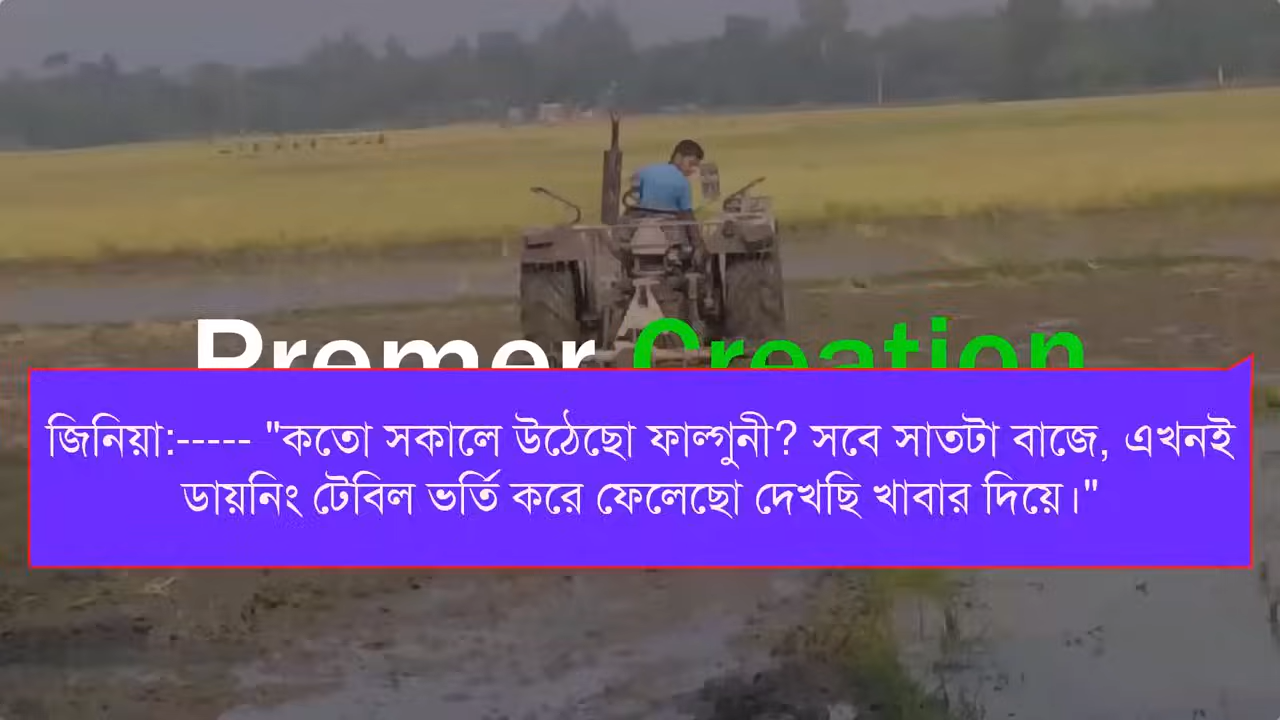 Premer Creation
জিনিয়া:----- "কতো সকালে উঠেছো ফাল্গুনী? সবে সাতটা বাজে, এখনই
ডায়নিং টেবিল ভর্তি করে ফেলেছো দেখছি খাবার দিয়ে।"